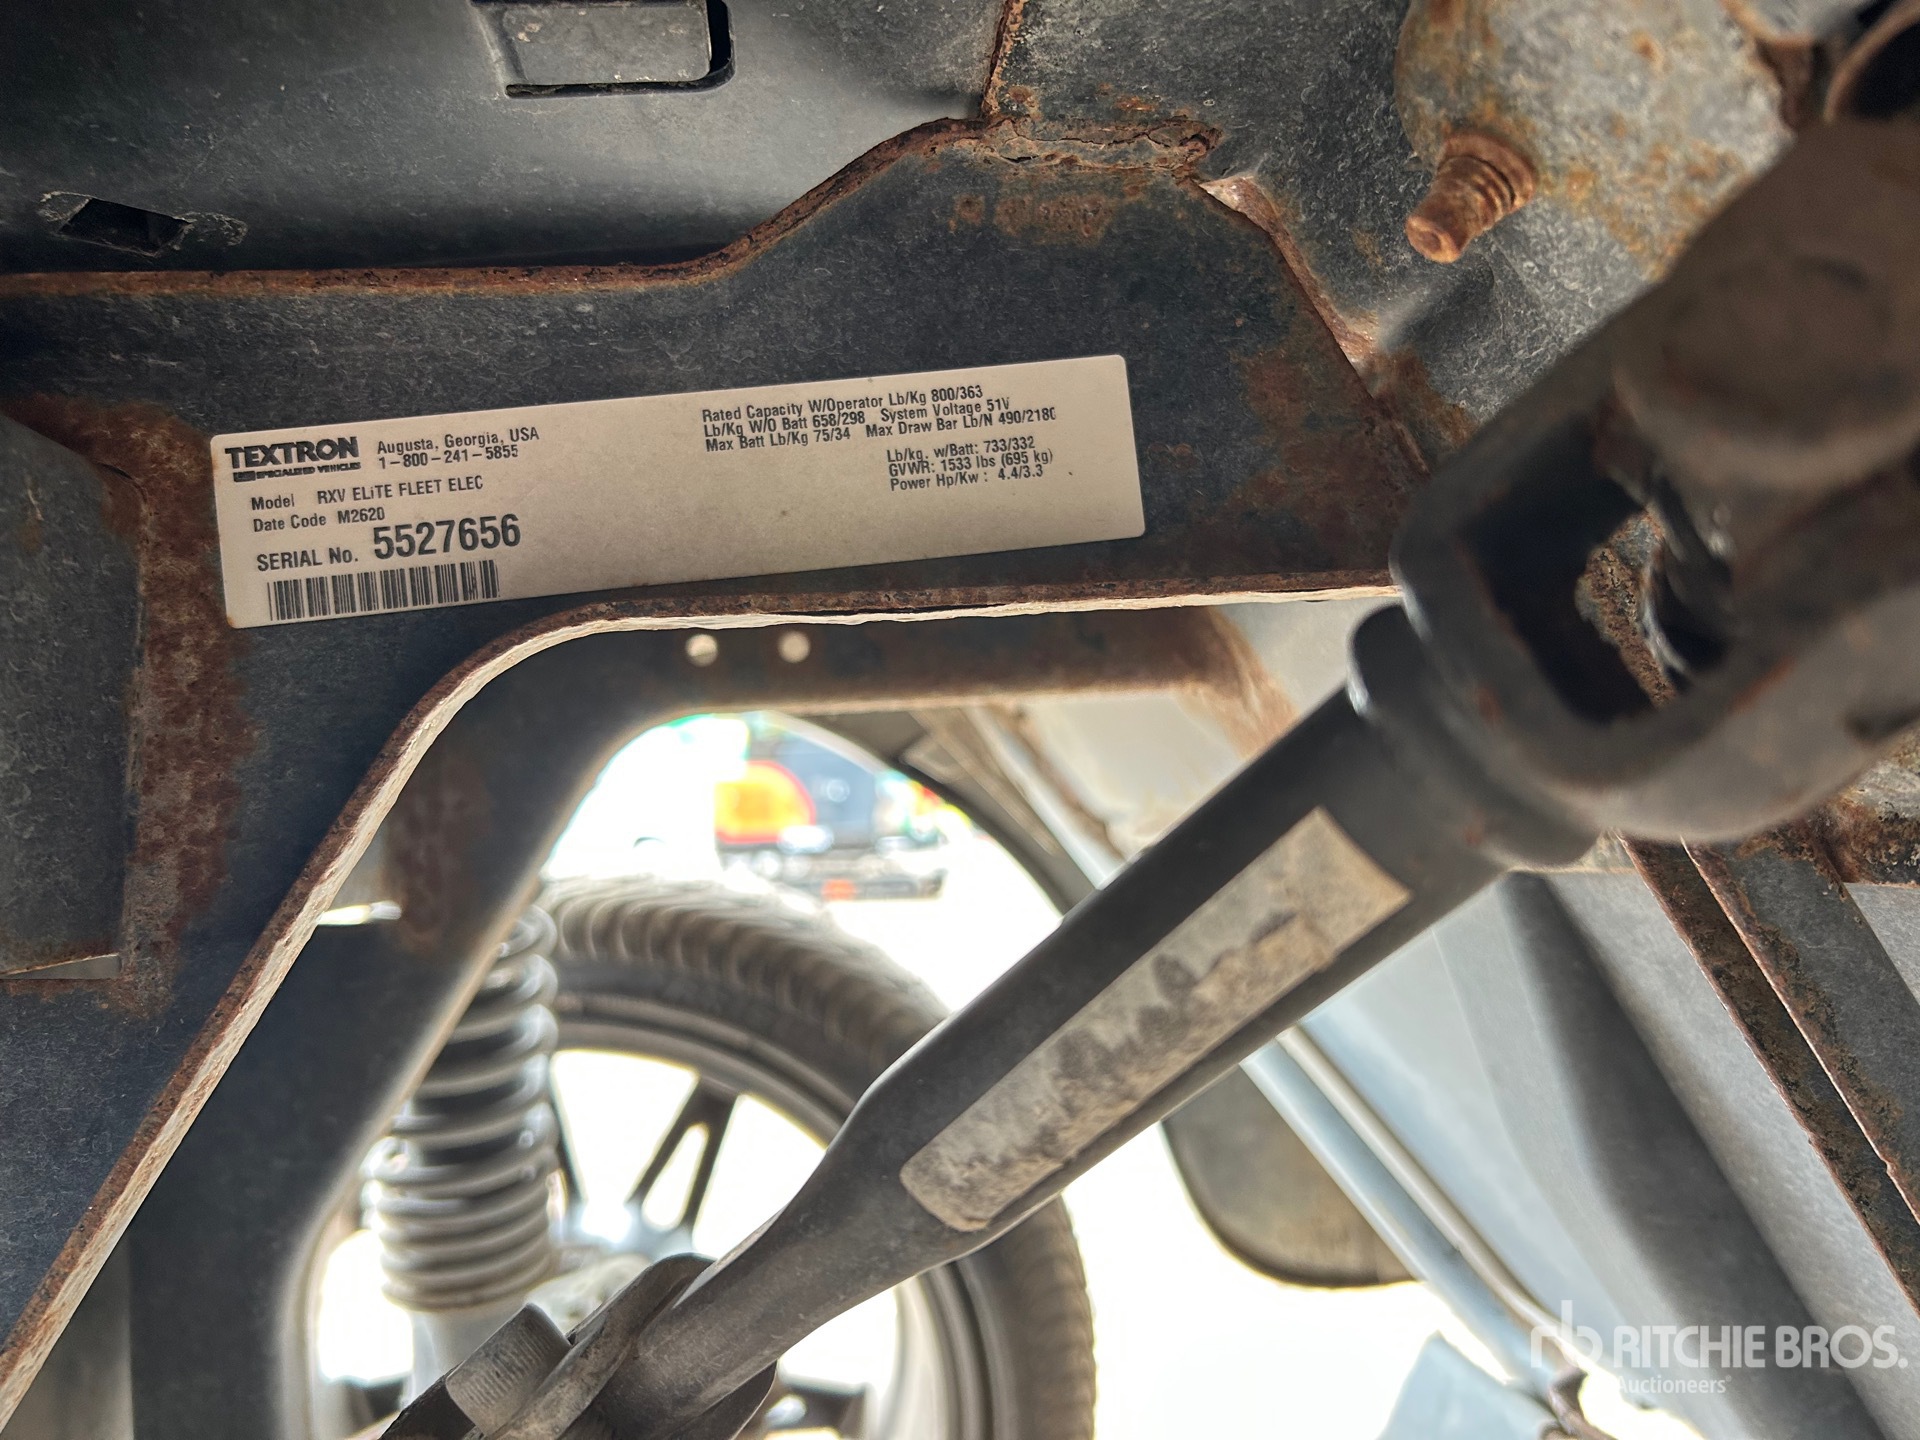 TEXTRON
SPECIALIZED VEHICLES
Augusta, Georgia, USA
1-800-241-5855
Model RXV ELiTE FLEET ELEC
Date Code M2620
SERIAL No. 5527656
Rated Capacity W/Operator Lb/Kg 800/363
Lb/Kg W/O Batt 658/298 System Voltage 51V
Max Batt Lb/Kg 75/34 Max Draw Bar Lb/N 490/2180
Lb/kg. w/Batt: 733/332
GVWR: 1533 lbs (695 kg)
Power Hp/Kw : 4.4/3.3
rb RITCHIE BROS.
Auctioneers